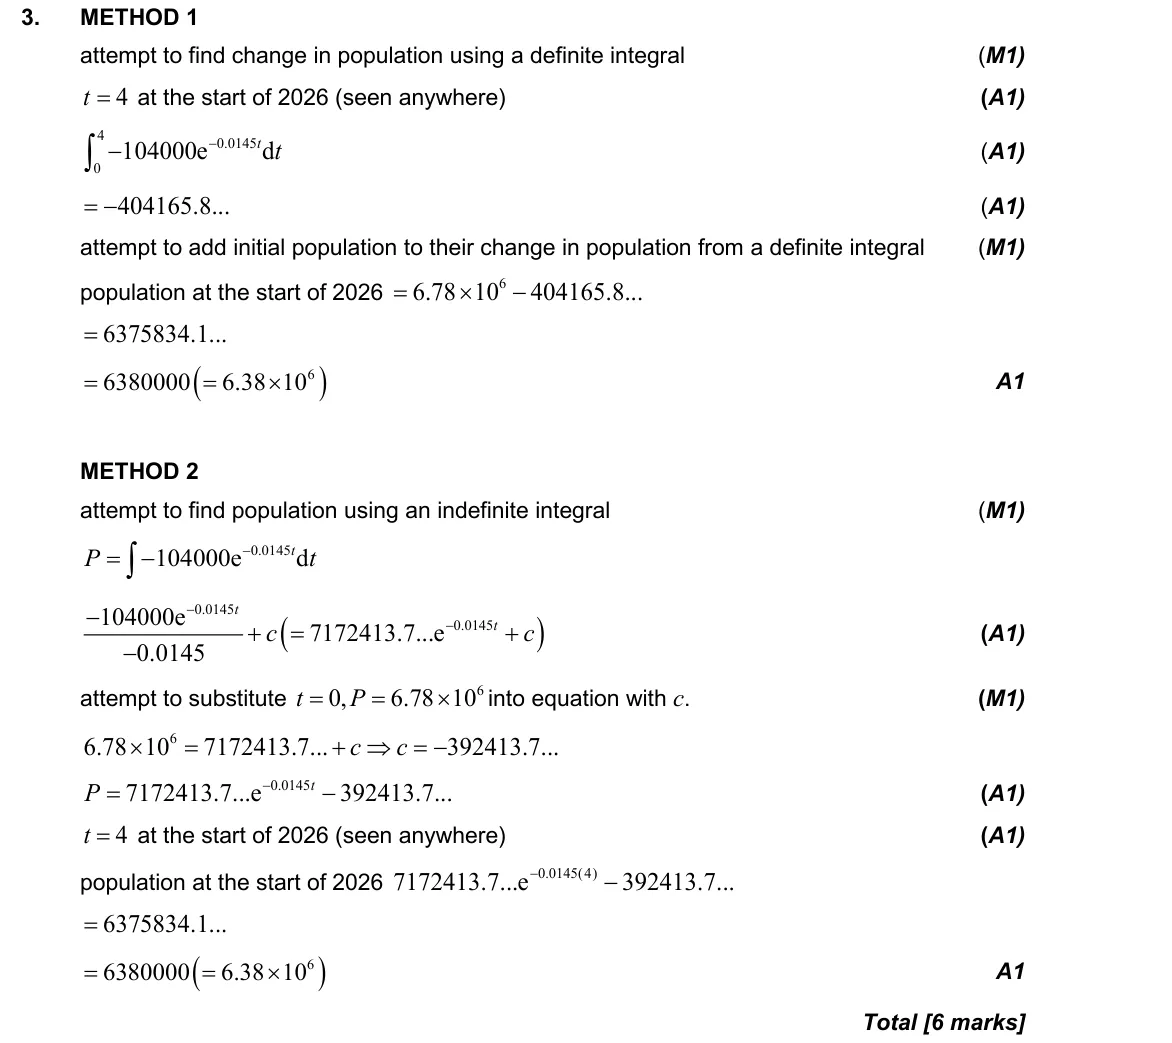 3. METHOD 1
attempt to find change in population using a definite integral (M1)
t = 4 at the start of 2026 (seen anywhere) (A1)
∫₀⁴ −104000e^(−0.0145t) dt (A1)
= −404165.8... (A1)
attempt to add initial population to their change in population from a definite integral (M1)
population at the start of 2026 = 6.78×10⁶ − 404165.8...
= 6375834.1...
= 6380000(= 6.38×10⁶) A1
METHOD 2
attempt to find population using an indefinite integral (M1)
P = ∫ −104000e^(−0.0145t) dt
−104000e^(−0.0145t) / −0.0145 + c (= 7172413.7...e^(−0.0145t) + c) (A1)
attempt to substitute t = 0, P = 6.78×10⁶ into equation with c. (M1)
6.78×10⁶ = 7172413.7... + c ⇒ c = −392413.7...
P = 7172413.7...e^(−0.0145t) − 392413.7... (A1)
t = 4 at the start of 2026 (seen anywhere) (A1)
population at the start of 2026 7172413.7...e^(−0.0145(4)) − 392413.7...
= 6375834.1...
= 6380000(= 6.38×10⁶) A1
Total [6 marks]